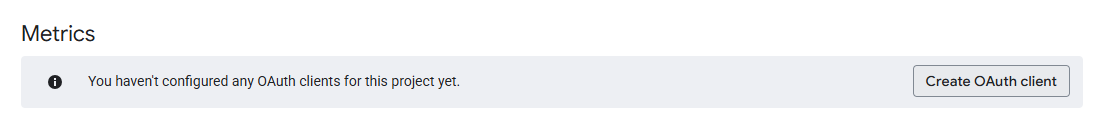 Metrics
You haven't configured any OAuth clients for this project yet.
Create OAuth client